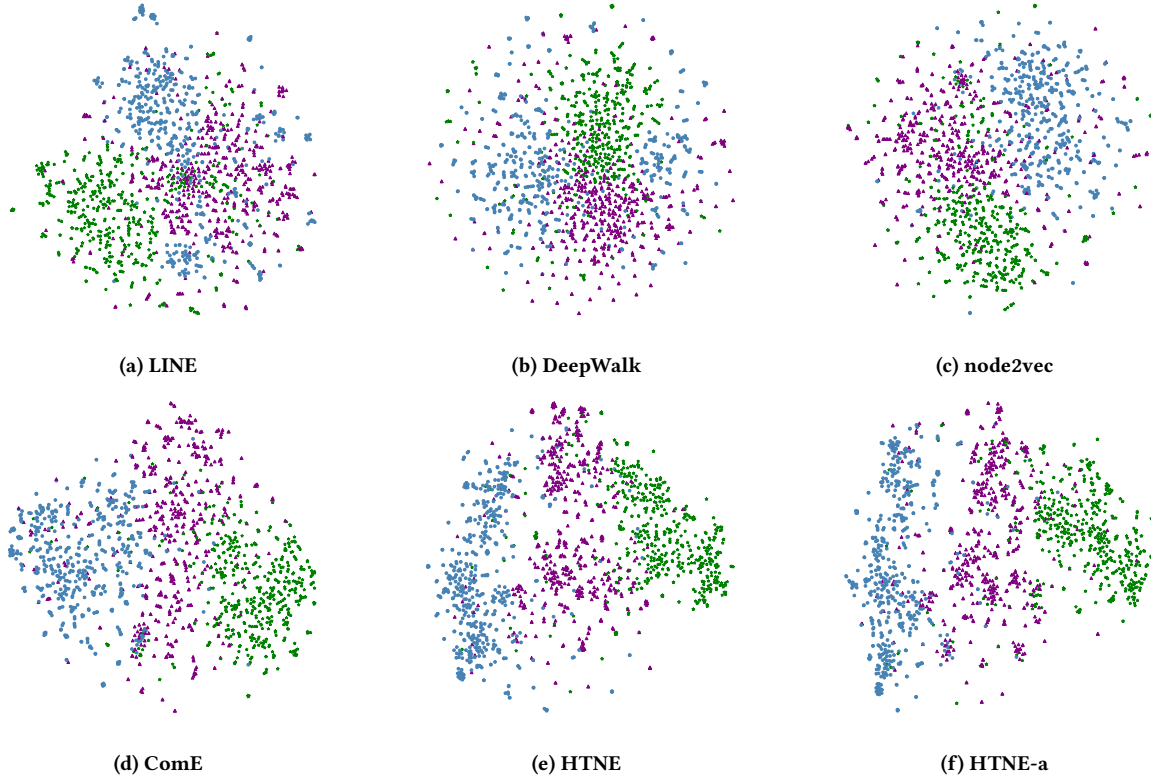 (a) LINE
(b) DeepWalk
(c) node2vec
(d) ComE
(e) HTNE
(f) HTNE-a